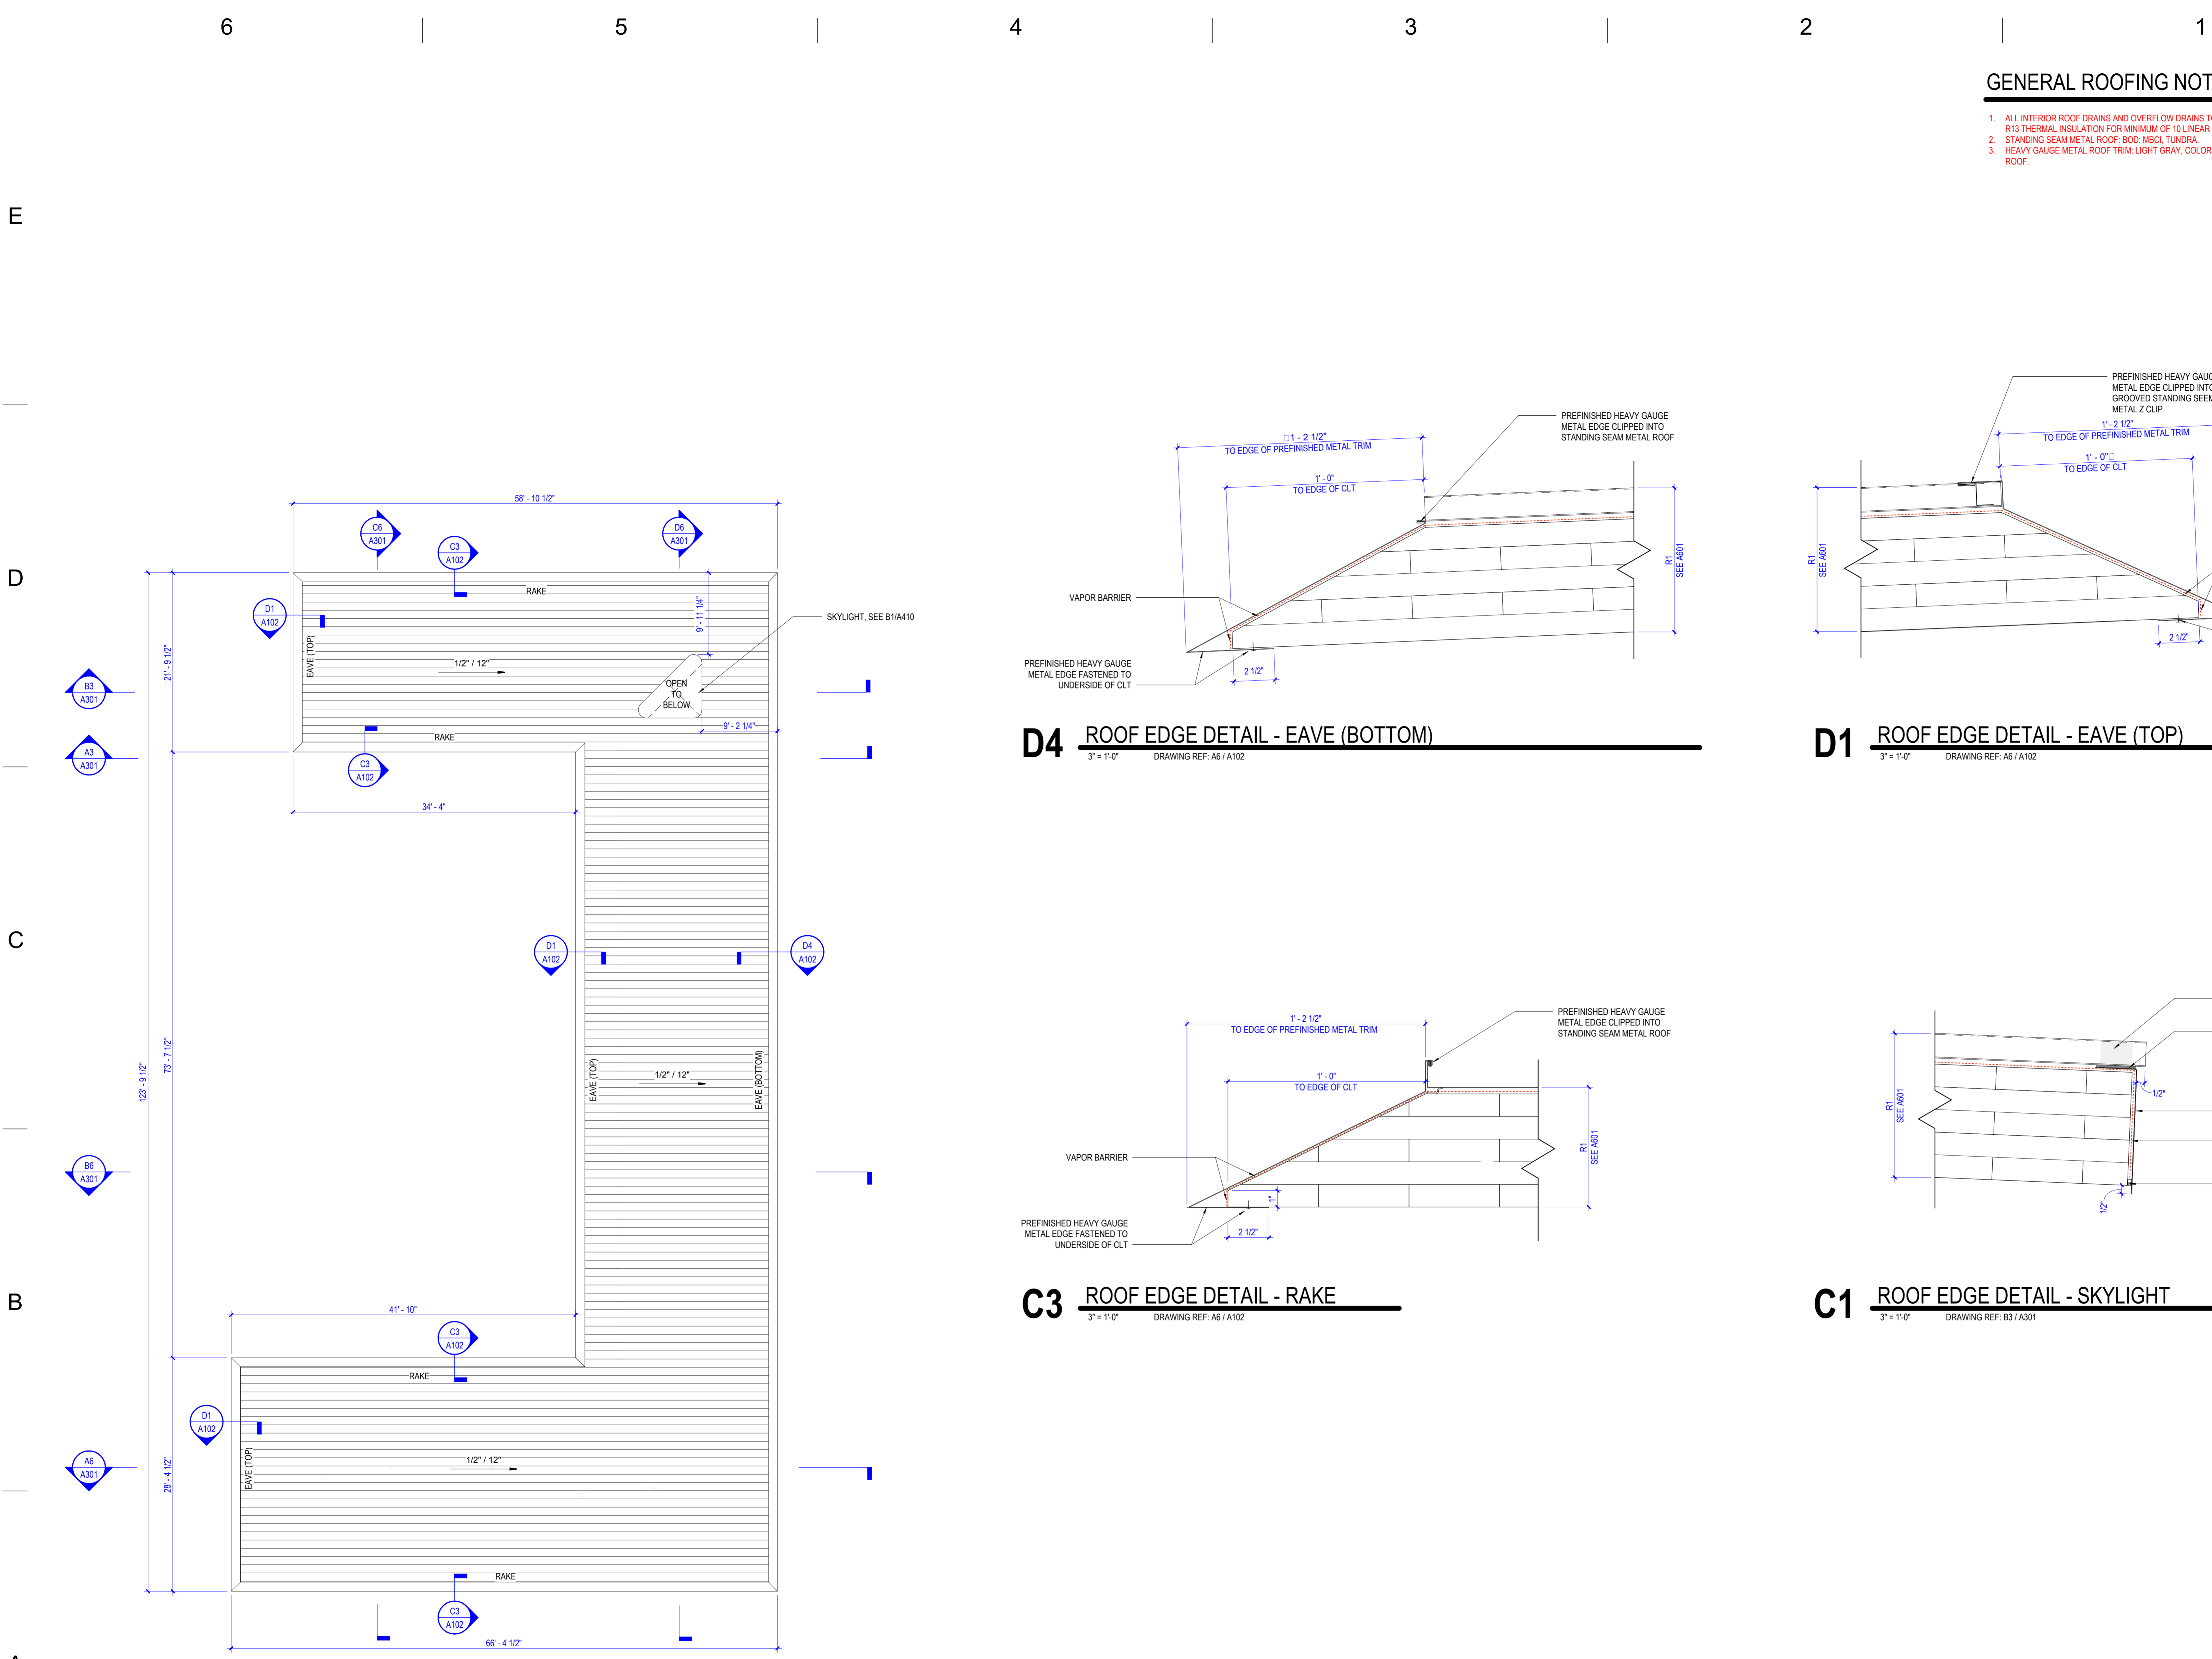 6
5
4
3
2
1
E
D
C
B
GENERAL ROOFING NOT
1. ALL INTERIOR ROOF DRAINS AND OVERFLOW DRAINS
R13 THERMAL INSULATION FOR MINIMUM OF 10 LINEAR
2. STANDING SEAM METAL ROOF: BOD: MBCI, TUNDRA.
3. HEAVY GAUGE METAL ROOF TRIM: LIGHT GRAY, COLOR
ROOF.
58' - 10 1/2"
C6
A301
C3
A102
D6
A301
RAKE
D1
A102
EAVE (TOP)
9' - 11 1/4"
SKYLIGHT, SEE B1/A410
1/2" / 12"
OPEN
TO
BELOW
9' - 2 1/4"
RAKE
21' - 9 1/2"
B3
A301
A3
A301
C3
A102
34' - 4"
D1
A102
D4
A102
123' - 9 1/2"
73' - 7 1/2"
EAVE (TOP)
1/2" / 12"
EAVE (BOTTOM)
B6
A301
41' - 10"
C3
A102
RAKE
D1
A102
EAVE (TOP)
1/2" / 12"
28' - 4 1/2"
A6
A301
RAKE
C3
A102
66' - 4 1/2"
PREFINISHED HEAVY GAUGE
METAL EDGE CLIPPED INTO
STANDING SEAM METAL ROOF
□1 - 2 1/2"
TO EDGE OF PREFINISHED METAL TRIM
1' - 0"
TO EDGE OF CLT
R1
SEE A601
VAPOR BARRIER
PREFINISHED HEAVY GAUGE
METAL EDGE FASTENED TO
UNDERSIDE OF CLT
2 1/2"
D4 ROOF EDGE DETAIL - EAVE (BOTTOM)
3" = 1'-0" DRAWING REF: A6 / A102
PREFINISHED HEAVY
METAL EDGE CLIPPED
GROOVED STANDING
METAL Z CLIP
1' - 2 1/2"
TO EDGE OF PREFINISHED METAL TRIM
1' - 0"□
TO EDGE OF CLT
R1
SEE A601
2 1/2"
D1 ROOF EDGE DETAIL - EAVE (TOP)
3" = 1'-0" DRAWING REF: A6 / A102
PREFINISHED HEAVY GAUGE
METAL EDGE CLIPPED INTO
STANDING SEAM METAL ROOF
1' - 2 1/2"
TO EDGE OF PREFINISHED METAL TRIM
1' - 0"
TO EDGE OF CLT
R1
SEE A601
VAPOR BARRIER
1"
PREFINISHED HEAVY GAUGE
METAL EDGE FASTENED TO
UNDERSIDE OF CLT
2 1/2"
C3 ROOF EDGE DETAIL - RAKE
3" = 1'-0" DRAWING REF: A6 / A102
R1
SEE A601
1/2"
1/2"
C1 ROOF EDGE DETAIL - SKYLIGHT
3" = 1'-0" DRAWING REF: B3 / A301